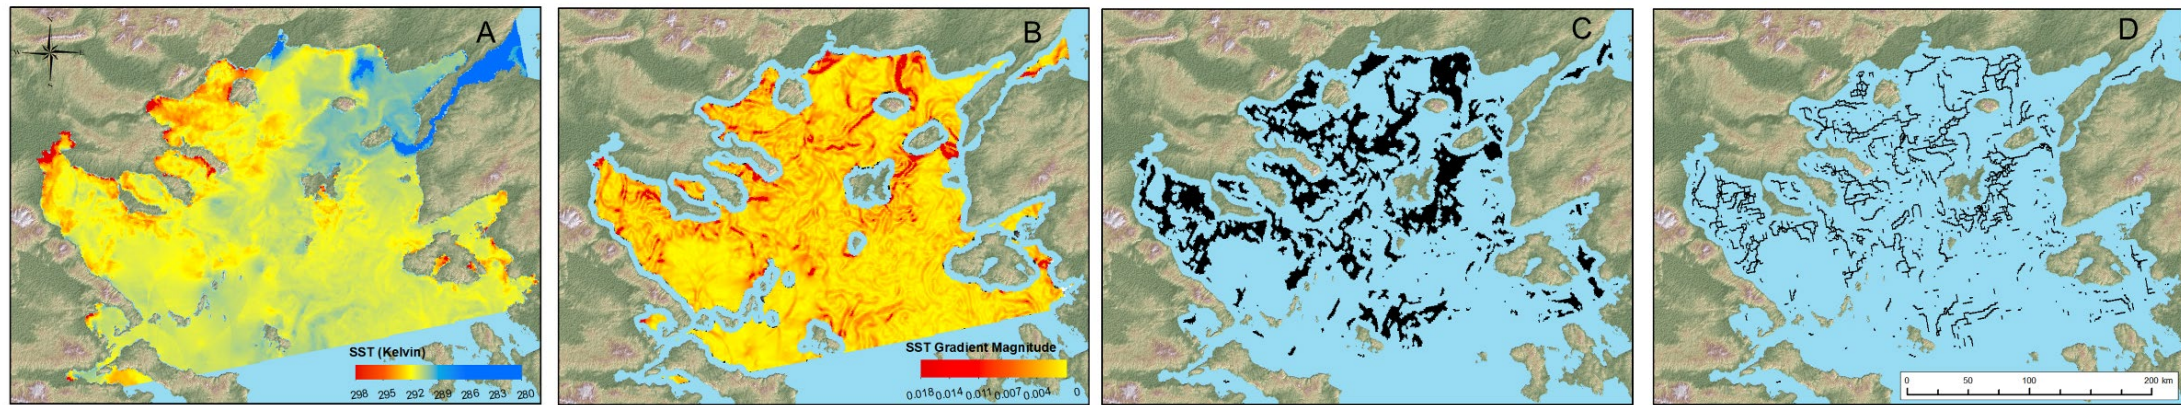 A
B
C
D
SST (Kelvin)
298 295 292 289 286 283 280
SST Gradient Magnitude
0.018 0.014 0.011 0.007 0.004 0
0 50 100 200 km